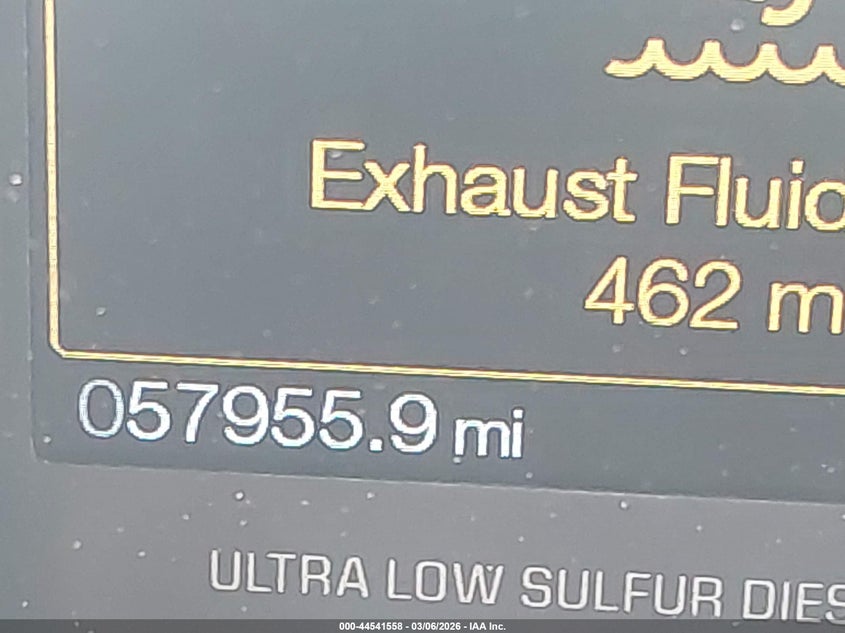 Exhaust Fluid
462 m
057955.9 mi
ULTRA LOW SULFUR DIES
000-44541558 - 03/06/2026 - IAA Inc.